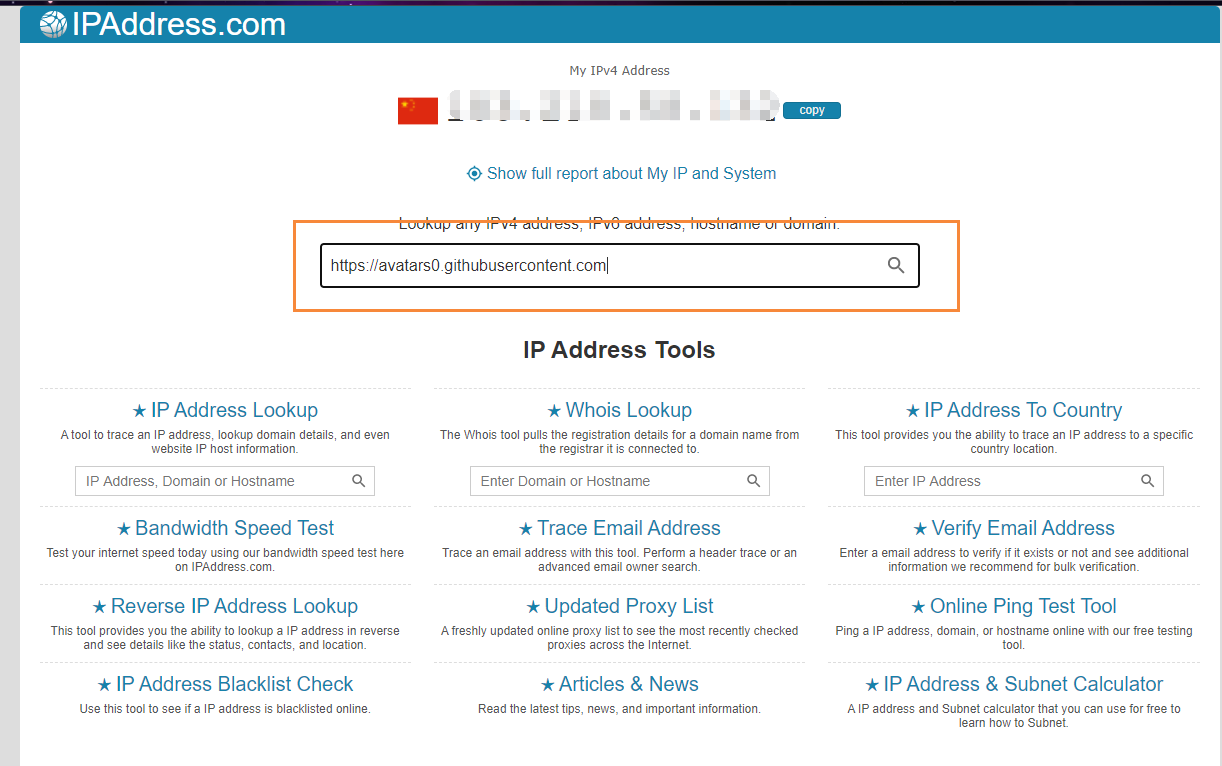 IPAddress.com
My IPv4 Address
copy
Show full report about My IP and System
Lookup any IPv4 address, IPv6 address, hostname or domain.
https://avatars0.githubusercontent.com
IP Address Tools
★ IP Address Lookup
A tool to trace an IP address, lookup domain details, and even
website IP host information.
IP Address, Domain or Hostname
★ Whois Lookup
The Whois tool pulls the registration details for a domain name from
the registrar it is connected to.
Enter Domain or Hostname
★ IP Address To Country
This tool provides you the ability to trace an IP address to a specific
country location.
Enter IP Address
★ Bandwidth Speed Test
Test your internet speed today using our bandwidth speed test here
on IPAddress.com.
★ Trace Email Address
Trace an email address with this tool. Perform a header trace or an
advanced email owner search.
★ Verify Email Address
Enter a email address to verify if it exists or not and see additional
information we recommend for bulk verification.
★ Reverse IP Address Lookup
This tool provides you the ability to lookup a IP address in reverse
and see details like the status, contacts, and location.
★ Updated Proxy List
A freshly updated online proxy list to see the most recently checked
proxies across the Internet.
★ Online Ping Test Tool
Ping a IP address, domain, or hostname online with our free testing
tool.
★ IP Address Blacklist Check
Use this tool to see if a IP address is blacklisted online.
★ Articles & News
Read the latest tips, news, and important information.
★ IP Address & Subnet Calculator
A IP address and Subnet calculator that you can use for free to
learn how to Subnet.